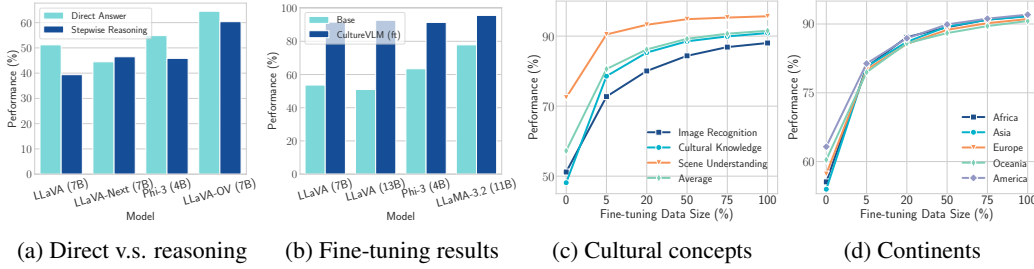 Direct Answer
Stepwise Reasoning
Performance (%)
60
50
40
30
20
10
0
LLaVA (7B)
LLaVA-Next (7B)
Phi-3 (4B)
LLaVA-OV (7B)
Model
(a) Direct v.s. reasoning
Base
CultureVLM (ft)
Performance (%)
100
80
60
40
20
0
LLaVA (7B)
LLaVA (13B)
Phi-3 (4B)
LLaMA-3.2 (11B)
Model
(b) Fine-tuning results
Performance (%)
90
70
50
Image Recognition
Cultural Knowledge
Scene Understanding
Average
0 5 20 50 75 100
Fine-tuning Data Size (%)
(c) Cultural concepts
Performance (%)
90
75
60
Africa
Asia
Europe
Oceania
America
0 5 20 50 75 100
Fine-tuning Data Size (%)
(d) Continents